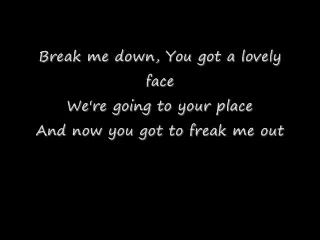 Break me down, You got a lovely
face
We're going to your place
And now you got to freak me out